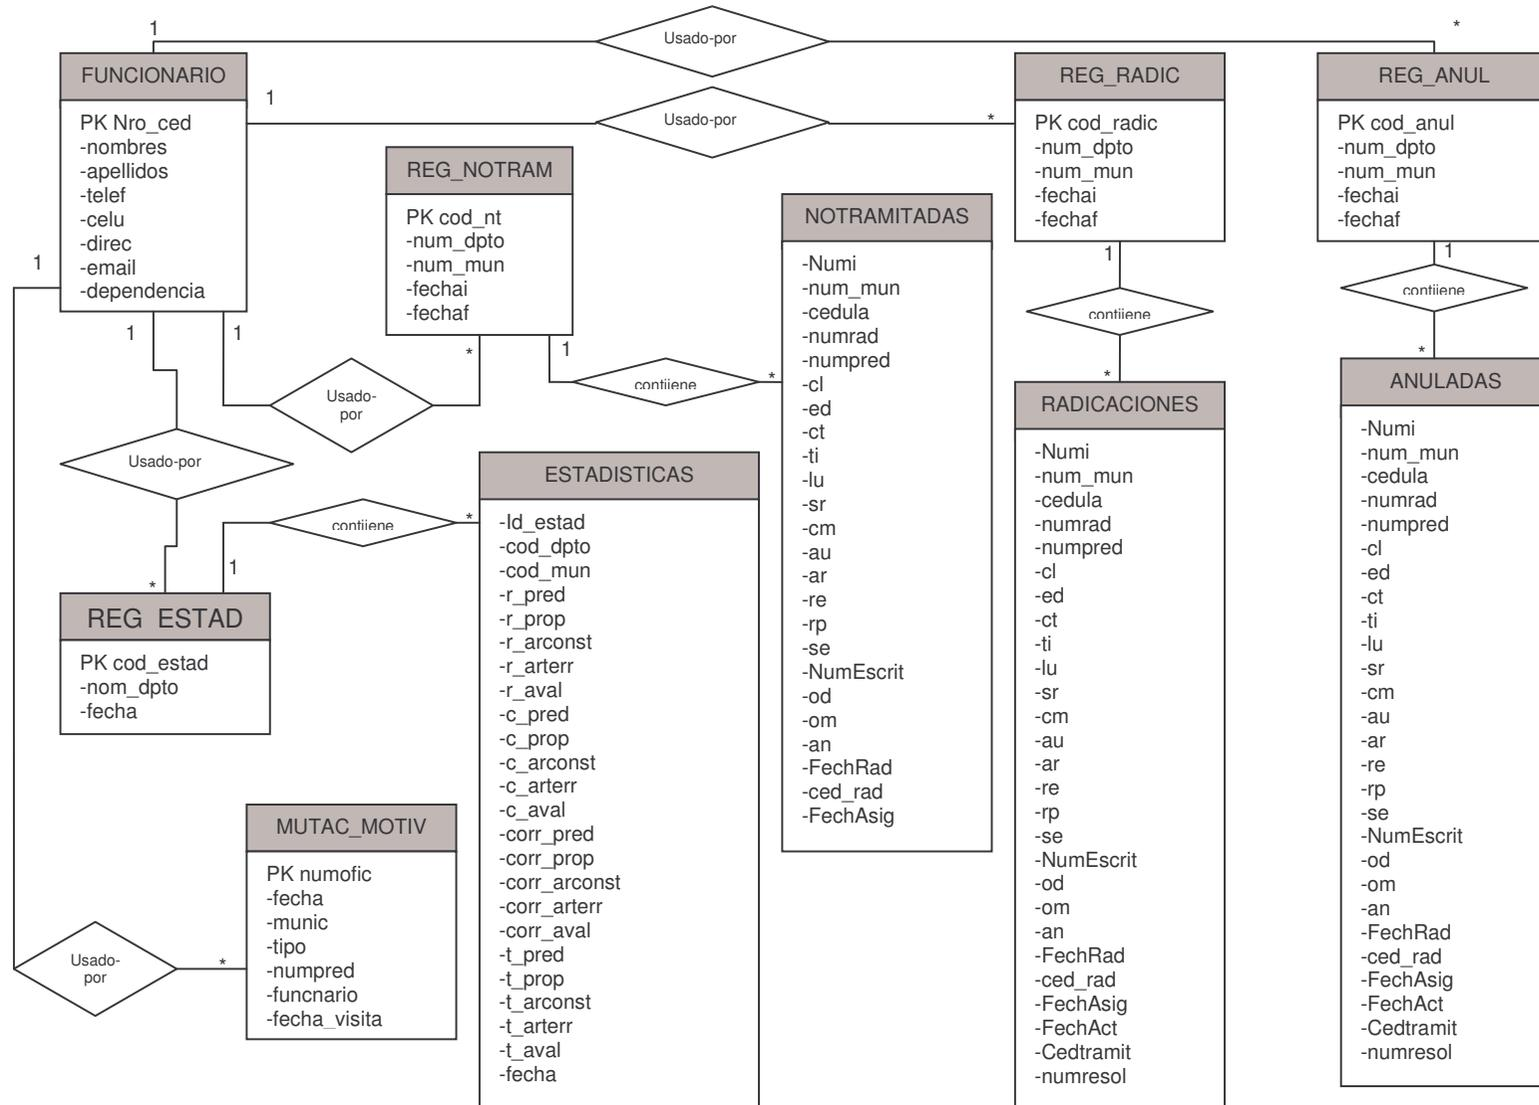 1
Usado-por
*
FUNCIONARIO
PK Nro_ced
-nombres
-apellidos
-telef
-celu
-direc
-email
-dependencia
1
Usado-por
*
REG_RADIC
PK cod_radic
-num_dpto
-num_mun
-fechai
-fechaf
REG_ANUL
PK cod_anul
-num_dpto
-num_mun
-fechai
-fechaf
REG_NOTRAM
PK cod_nt
-num_dpto
-num_mun
-fechai
-fechaf
NOTRAMITADAS
-Numi
-num_mun
-cedula
-numrad
-numpred
-cl
-ed
-ct
-ti
-lu
-sr
-cm
-au
-ar
-re
-rp
-se
-NumEscrit
-od
-om
-an
-FechRad
-ced_rad
-FechAsig
1
contiiene
*
1
contiiene
*
1
1
1
Usado-
por
*
1
contiiene
*
Usado-por
*
RADICACIONES
-Numi
-num_mun
-cedula
-numrad
-numpred
-cl
-ed
-ct
-ti
-lu
-sr
-cm
-au
-ar
-re
-rp
-se
-NumEscrit
-od
-om
-an
-FechRad
-ced_rad
-FechAsig
-FechAct
-Cedtramit
-numresol
ANULADAS
-Numi
-num_mun
-cedula
-numrad
-numpred
-cl
-ed
-ct
-ti
-lu
-sr
-cm
-au
-ar
-re
-rp
-se
-NumEscrit
-od
-om
-an
-FechRad
-ced_rad
-FechAsig
-FechAct
-Cedtramit
-numresol
ESTADISTICAS
-Id_estad
-cod_dpto
-cod_mun
-r_pred
-r_prop
-r_arconst
-r_arterr
-r_aval
-c_pred
-c_prop
-c_arconst
-c_arterr
-c_aval
-corr_pred
-corr_prop
-corr_arconst
-corr_arterr
-corr_aval
-t_pred
-t_prop
-t_arconst
-t_arterr
-t_aval
-fecha
1
contiiene
*
REG_ESTAD
PK cod_estad
-nom_dpto
-fecha
MUTAC_MOTIV
PK numofic
-fecha
-munic
-tipo
-numpred
-funcnario
-fecha_visita
Usado-
por
*